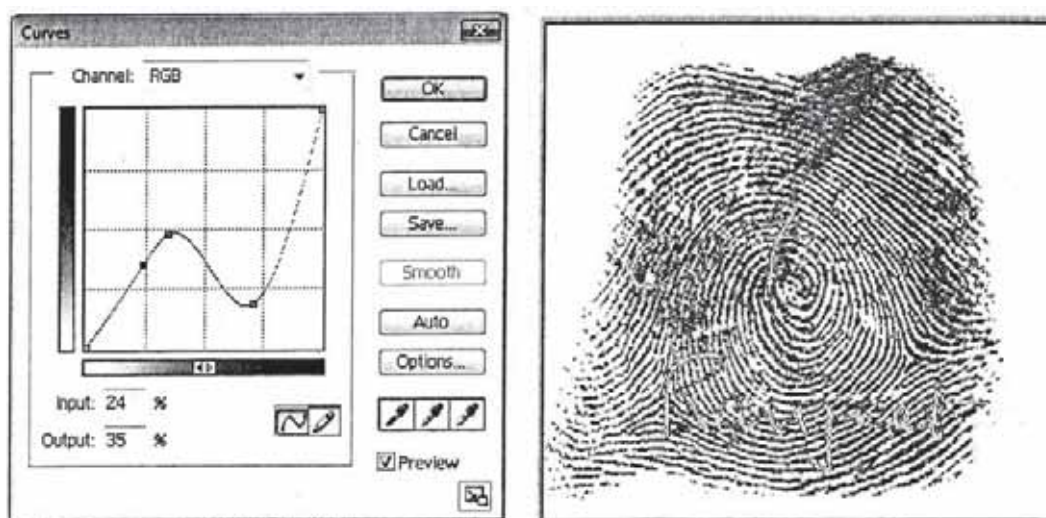 Curves
Channel: RGB
OK
Cancel
Load...
Save...
Smooth
Auto
Options...
Input: 24 %
Output: 35 %
Preview